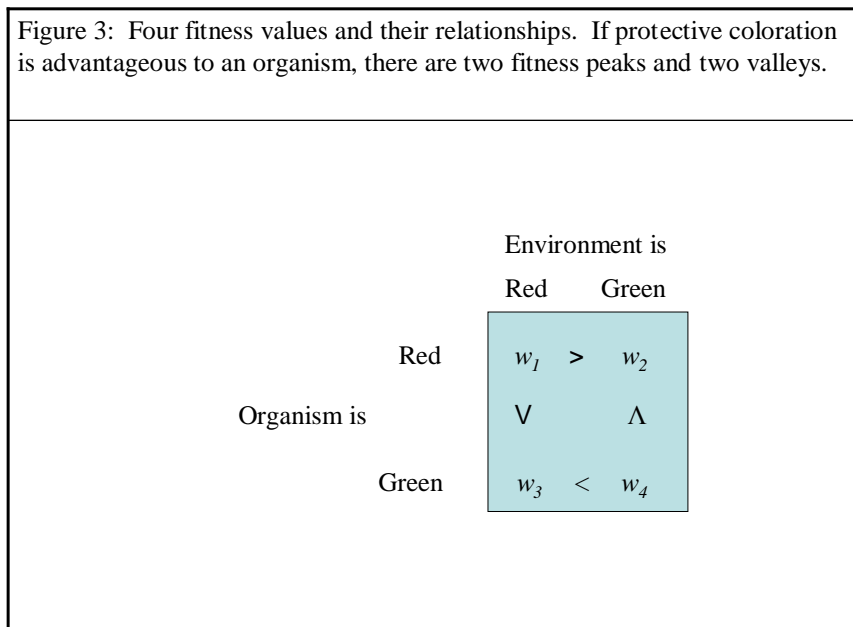 Figure 3:  Four fitness values and their relationships.  If protective coloration
is advantageous to an organism, there are two fitness peaks and two valleys.
Environment is
Red Green
Red w1 > w2
Organism is V Λ
Green w3 < w4